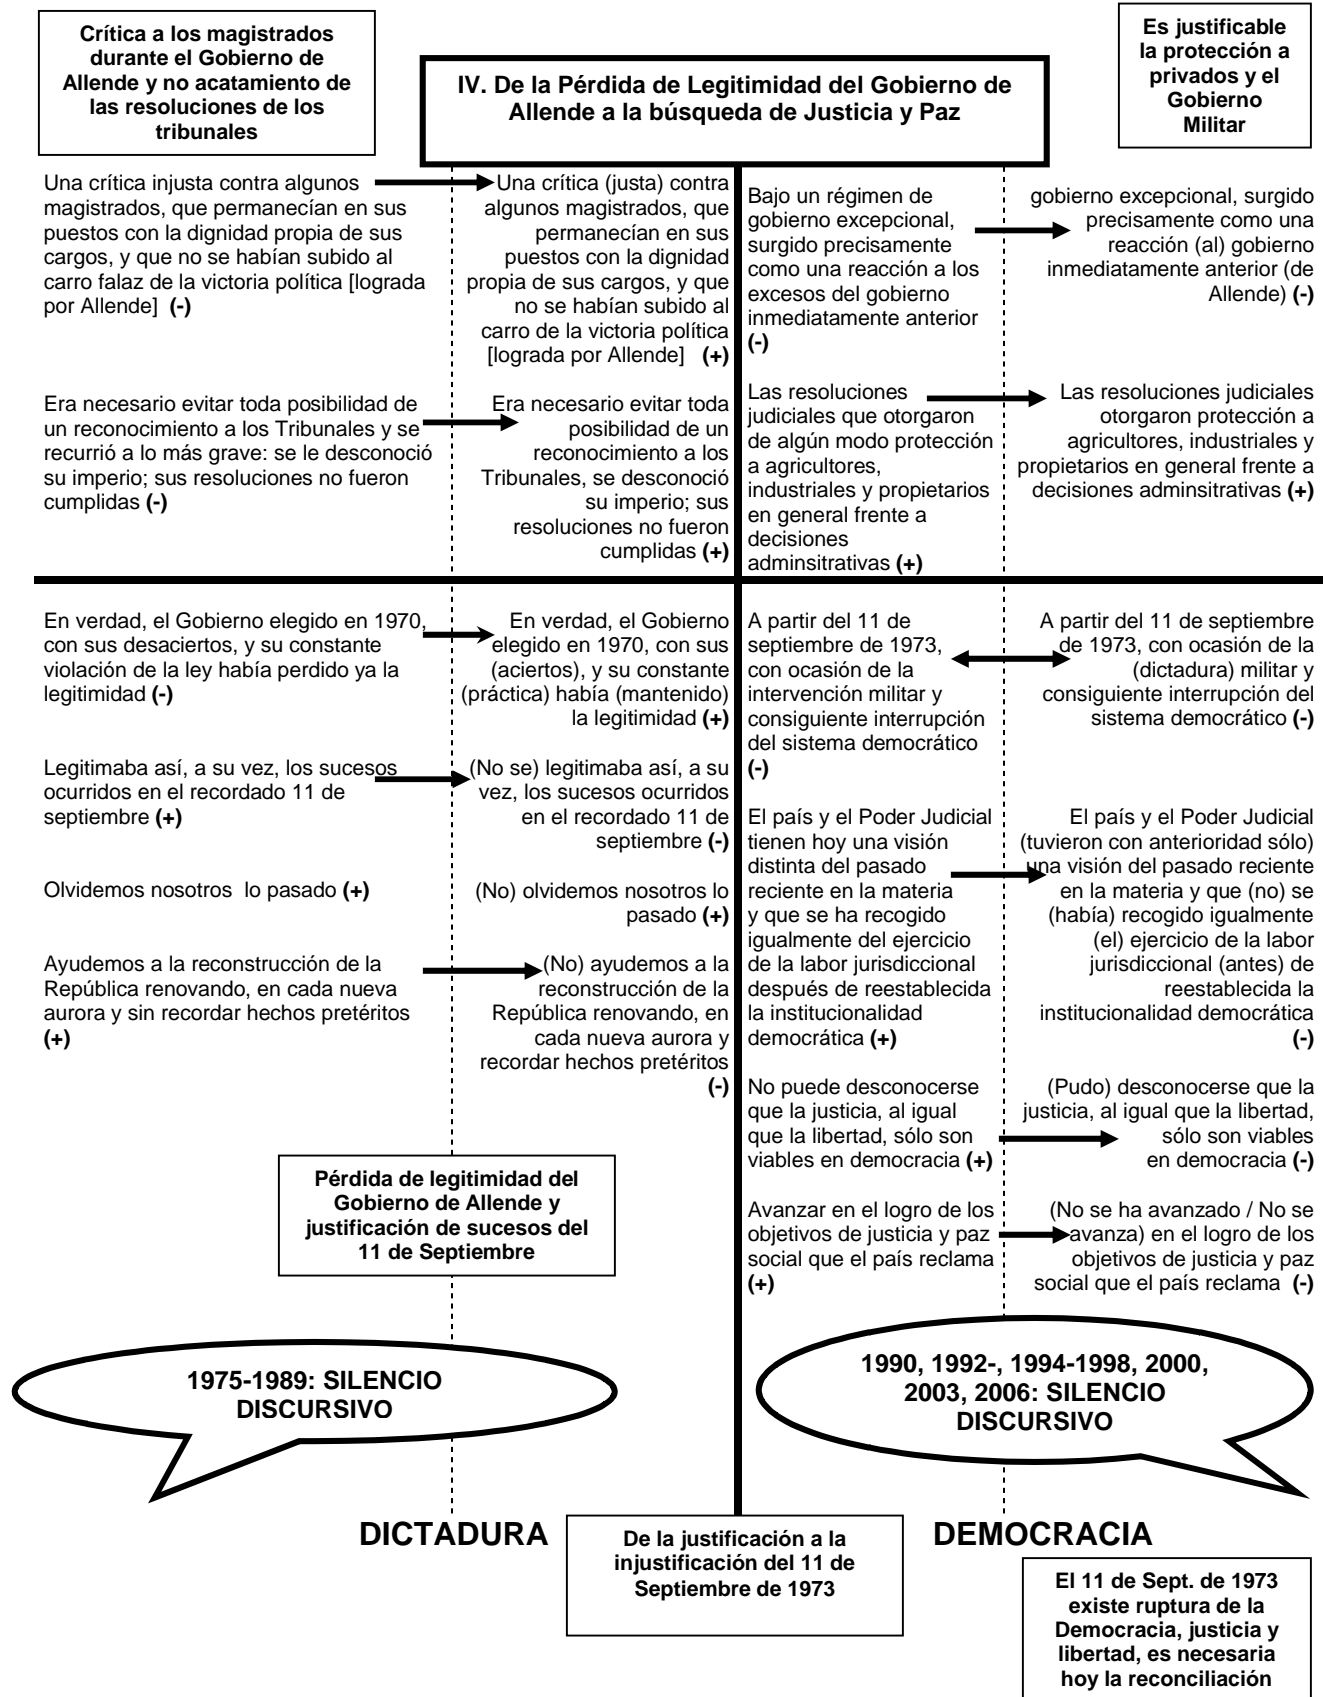 Crítica a los magistrados
durante el Gobierno de
Allende y no acatamiento de
las resoluciones de los
tribunales
IV. De la Pérdida de Legitimidad del Gobierno de
Allende a la búsqueda de Justicia y Paz
Es justificable
la protección a
privados y el
Gobierno
Militar
Una crítica injusta contra algunos
magistrados, que permanecían en sus
puestos con la dignidad propia de sus
cargos, y que no se habían subido al
carro falaz de la victoria política [lograda
por Allende] (-)
Una crítica (justa) contra
algunos magistrados, que
permanecían en sus
puestos con la dignidad
propia de sus cargos, y que
no se habían subido al
carro de la victoria política
[lograda por Allende] (+)
Bajo un régimen de
gobierno excepcional,
surgido precisamente
como una reacción a los
excesos del gobierno
inmediatamente anterior
(-)
gobierno excepcional, surgido
precisamente como una
reacción (al) gobierno
inmediatamente anterior (de
Allende) (-)
Era necesario evitar toda posibilidad de
un reconocimiento a los Tribunales y se
recurrió a lo más grave: se le desconoció
su imperio; sus resoluciones no fueron
cumplidas (-)
Era necesario evitar toda
posibilidad de un
reconocimiento a los
Tribunales, se desconoció
su imperio; sus
resoluciones no fueron
cumplidas (+)
Las resoluciones
judiciales que otorgaron
de algún modo protección
a agricultores,
industriales y propietarios
en general frente a
decisiones
adminsitrativas (+)
Las resoluciones judiciales
otorgaron protección a
agricultores, industriales y
propietarios en general frente a
decisiones adminsitrativas (+)
En verdad, el Gobierno elegido en 1970,
con sus desaciertos, y su constante
violación de la ley había perdido ya la
legitimidad (-)
En verdad, el Gobierno
elegido en 1970, con sus
(aciertos), y su constante
(práctica) había (mantenido)
la legitimidad (+)
A partir del 11 de
septiembre de 1973,
con ocasión de la
intervención militar y
consiguiente interrupción
del sistema democrático
(-)
A partir del 11 de septiembre
de 1973, con ocasión de la
(dictadura) militar y
consiguiente interrupción del
sistema democrático (-)
Legitimaba así, a su vez, los sucesos
ocurridos en el recordado 11 de
septiembre (+)
(No se) legitimaba así, a su
vez, los sucesos ocurridos
en el recordado 11 de
septiembre (-)
El país y el Poder Judicial
tienen hoy una visión
distinta del pasado
reciente en la materia
y que se ha recogido
igualmente del ejercicio
de la labor jurisdiccional
después de reestablecida
la institucionalidad
democrática (+)
El país y el Poder Judicial
(tuvieron con anterioridad sólo)
una visión del pasado reciente
en la materia y que (no) se
(había) recogido igualmente
(el) ejercicio de la labor
jurisdiccional (antes) de
reestablecida la
institucionalidad democrática
(-)
Olvidemos nosotros lo pasado (+)
(No) olvidemos nosotros lo
pasado (+)
Ayudemos a la reconstrucción de la
República renovando, en cada nueva
aurora y sin recordar hechos pretéritos
(+)
(No) ayudemos a la
reconstrucción de la
República renovando, en
cada nueva aurora y
recordar hechos pretéritos
(-)
No puede desconocerse
que la justicia, al igual
que la libertad, sólo son
viables en democracia (+)
(Pudo) desconocerse que la
justicia, al igual que la libertad,
sólo son viables
en democracia (-)
Pérdida de legitimidad del
Gobierno de Allende y
justificación de sucesos del
11 de Septiembre
Avanzar en el logro de los
objetivos de justicia y paz
social que el país reclama
(+)
(No se ha avanzado / No se
avanza) en el logro de los
objetivos de justicia y paz
social que el país reclama (-)
1975-1989: SILENCIO
DISCURSIVO
1990, 1992-, 1994-1998, 2000,
2003, 2006: SILENCIO
DISCURSIVO
DICTADURA
DEMOCRACIA
De la justificación a la
injustificación del 11 de
Septiembre de 1973
El 11 de Sept. de 1973
existe ruptura de la
Democracia, justicia y
libertad, es necesaria
hoy la reconciliación